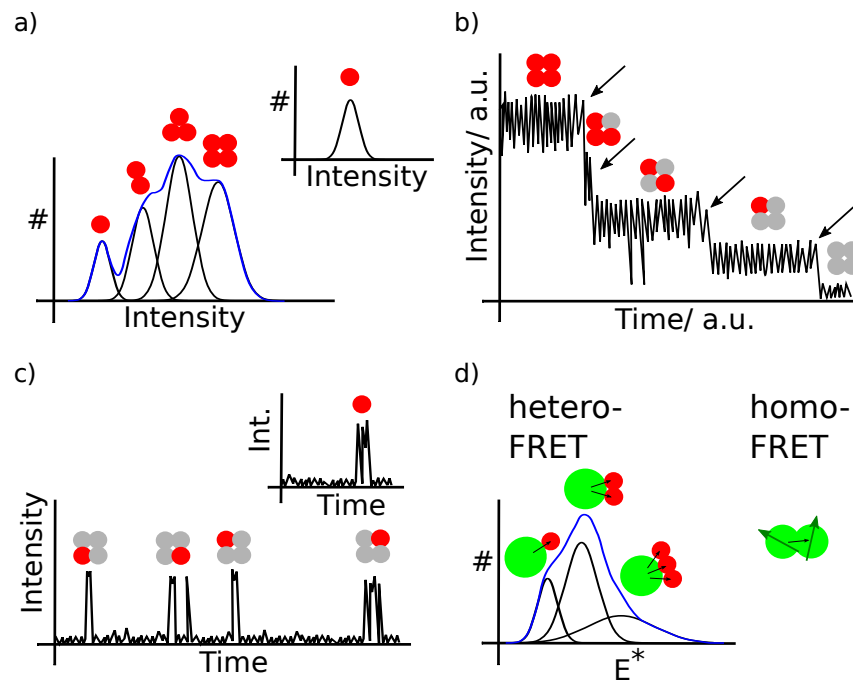 a)
#
Intensity
#
Intensity
b)
Intensity/ a.u.
Time/ a.u.
c)
Int.
Time
Intensity
Time
d)
hetero-
FRET
homo-
FRET
#
E*